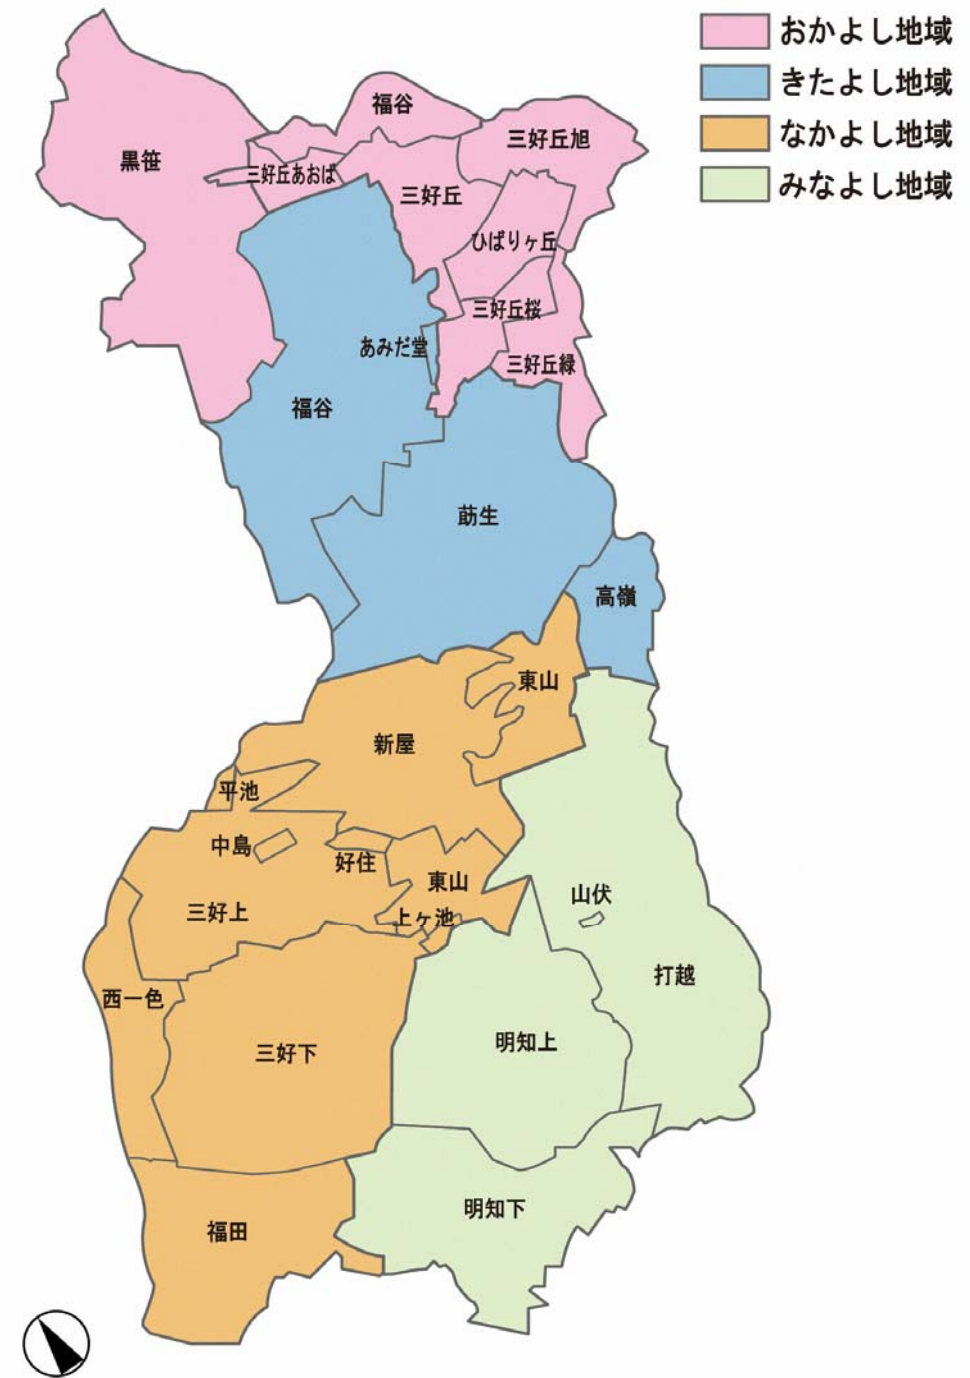 おかよし地域
きたよし地域
なかよし地域
みなよし地域
福谷
三好丘旭
黒笹
三好丘あおば
三好丘
ひばりヶ丘
三好丘桜
あみだ堂
三好丘緑
福谷
莇生
高嶺
東山
新屋
平池
中島
好住
東山
山伏
三好上
上ヶ池
打越
西一色
明知上
三好下
明知下
福田